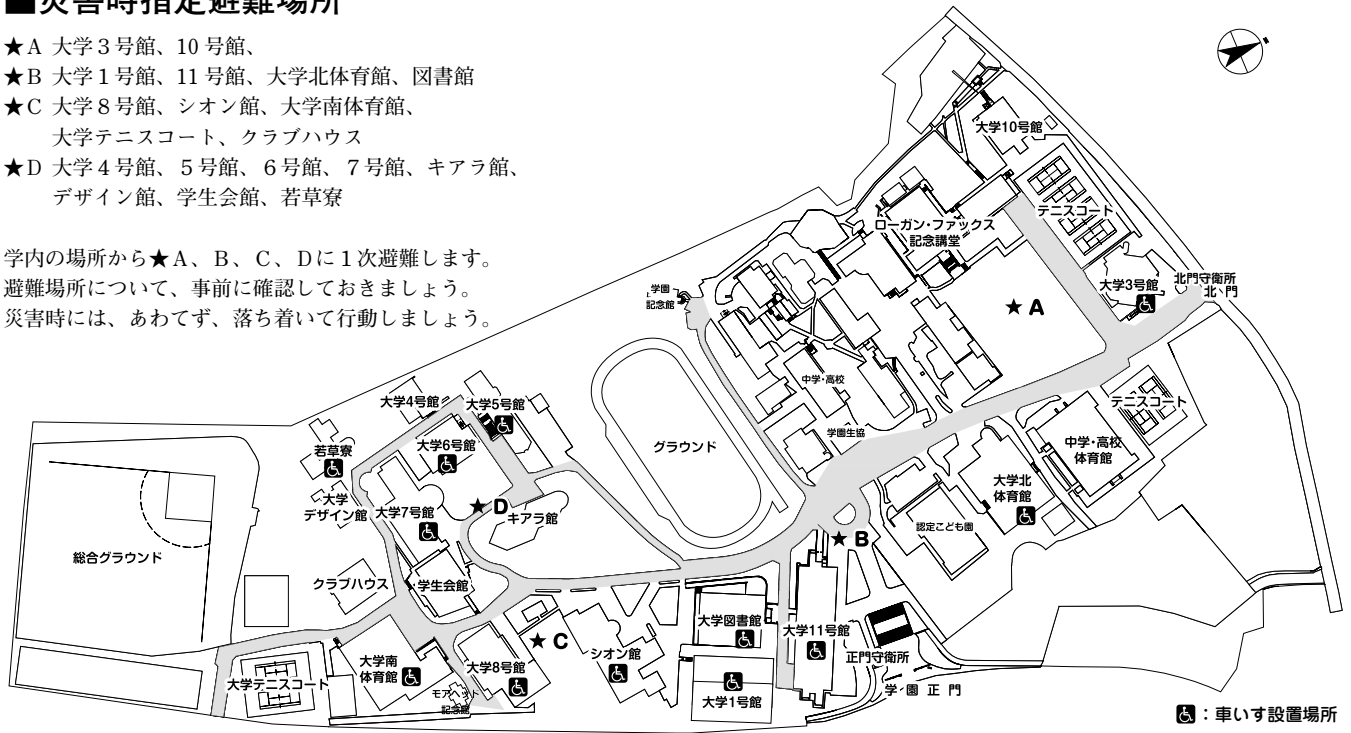 ■災害時指定避難場所
★A 大学３号館、10 号館、
★B 大学１号館、11 号館、大学北体育館、図書館
★C 大学８号館、シオン館、大学南体育館、
大学テニスコート、クラブハウス
★D 大学４号館、５号館、６号館、７号館、キアラ館、
デザイン館、学生会館、若草寮
学内の場所から★A、B、C、Dに１次避難します。
避難場所について、事前に確認しておきましょう。
災害時には、あわてず、落ち着いて行動しましょう。
大学10号館
テニスコート
ローガン・ファックス
記念講堂
大学3号館
北門守衛所
北 門
★ A
学園
記念館
中学・高校
テニスコート
学園生協
中学・高校
体育館
大学北
体育館
認定こども園
グラウンド
★ B
大学4号館
大学5号館
大学6号館
若草寮
大学
デザイン館
大学7号館
★ D
キアラ館
総合グラウンド
クラブハウス
学生会館
大学図書館
大学11号館
正門守衛所
学 園 正 門
★ C
シオン館
大学南
体育館
大学8号館
大学テニスコート
モアヘッド
記念館
大学1号館
：車いす設置場所